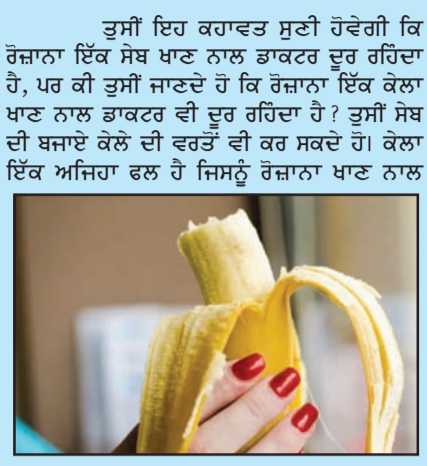 ਤੁਸੀਂ ਇਹ ਕਹਾਵਤ ਸੁਣੀ ਹੋਵੇਗੀ ਕਿ
ਰੋਜ਼ਾਨਾ ਇੱਕ ਸੇਬ ਖਾਣ ਨਾਲ ਡਾਕਟਰ ਦੂਰ ਰਹਿੰਦਾ
ਹੈ, ਪਰ ਕੀ ਤੁਸੀਂ ਜਾਣਦੇ ਹੋ ਕਿ ਰੋਜ਼ਾਨਾ ਇੱਕ ਕੇਲਾ
ਖਾਣ ਨਾਲ ਡਾਕਟਰ ਵੀ ਦੂਰ ਰਹਿੰਦਾ ਹੈ? ਤੁਸੀਂ ਸੇਬ
ਦੀ ਬਜਾਏ ਕੇਲੇ ਦੀ ਵਰਤੋਂ ਵੀ ਕਰ ਸਕਦੇ ਹੋ। ਕੇਲਾ
ਇੱਕ ਅਜਿਹਾ ਫਲ ਹੈ ਜਿਸਨੂੰ ਰੋਜ਼ਾਨਾ ਖਾਣ ਨਾਲ